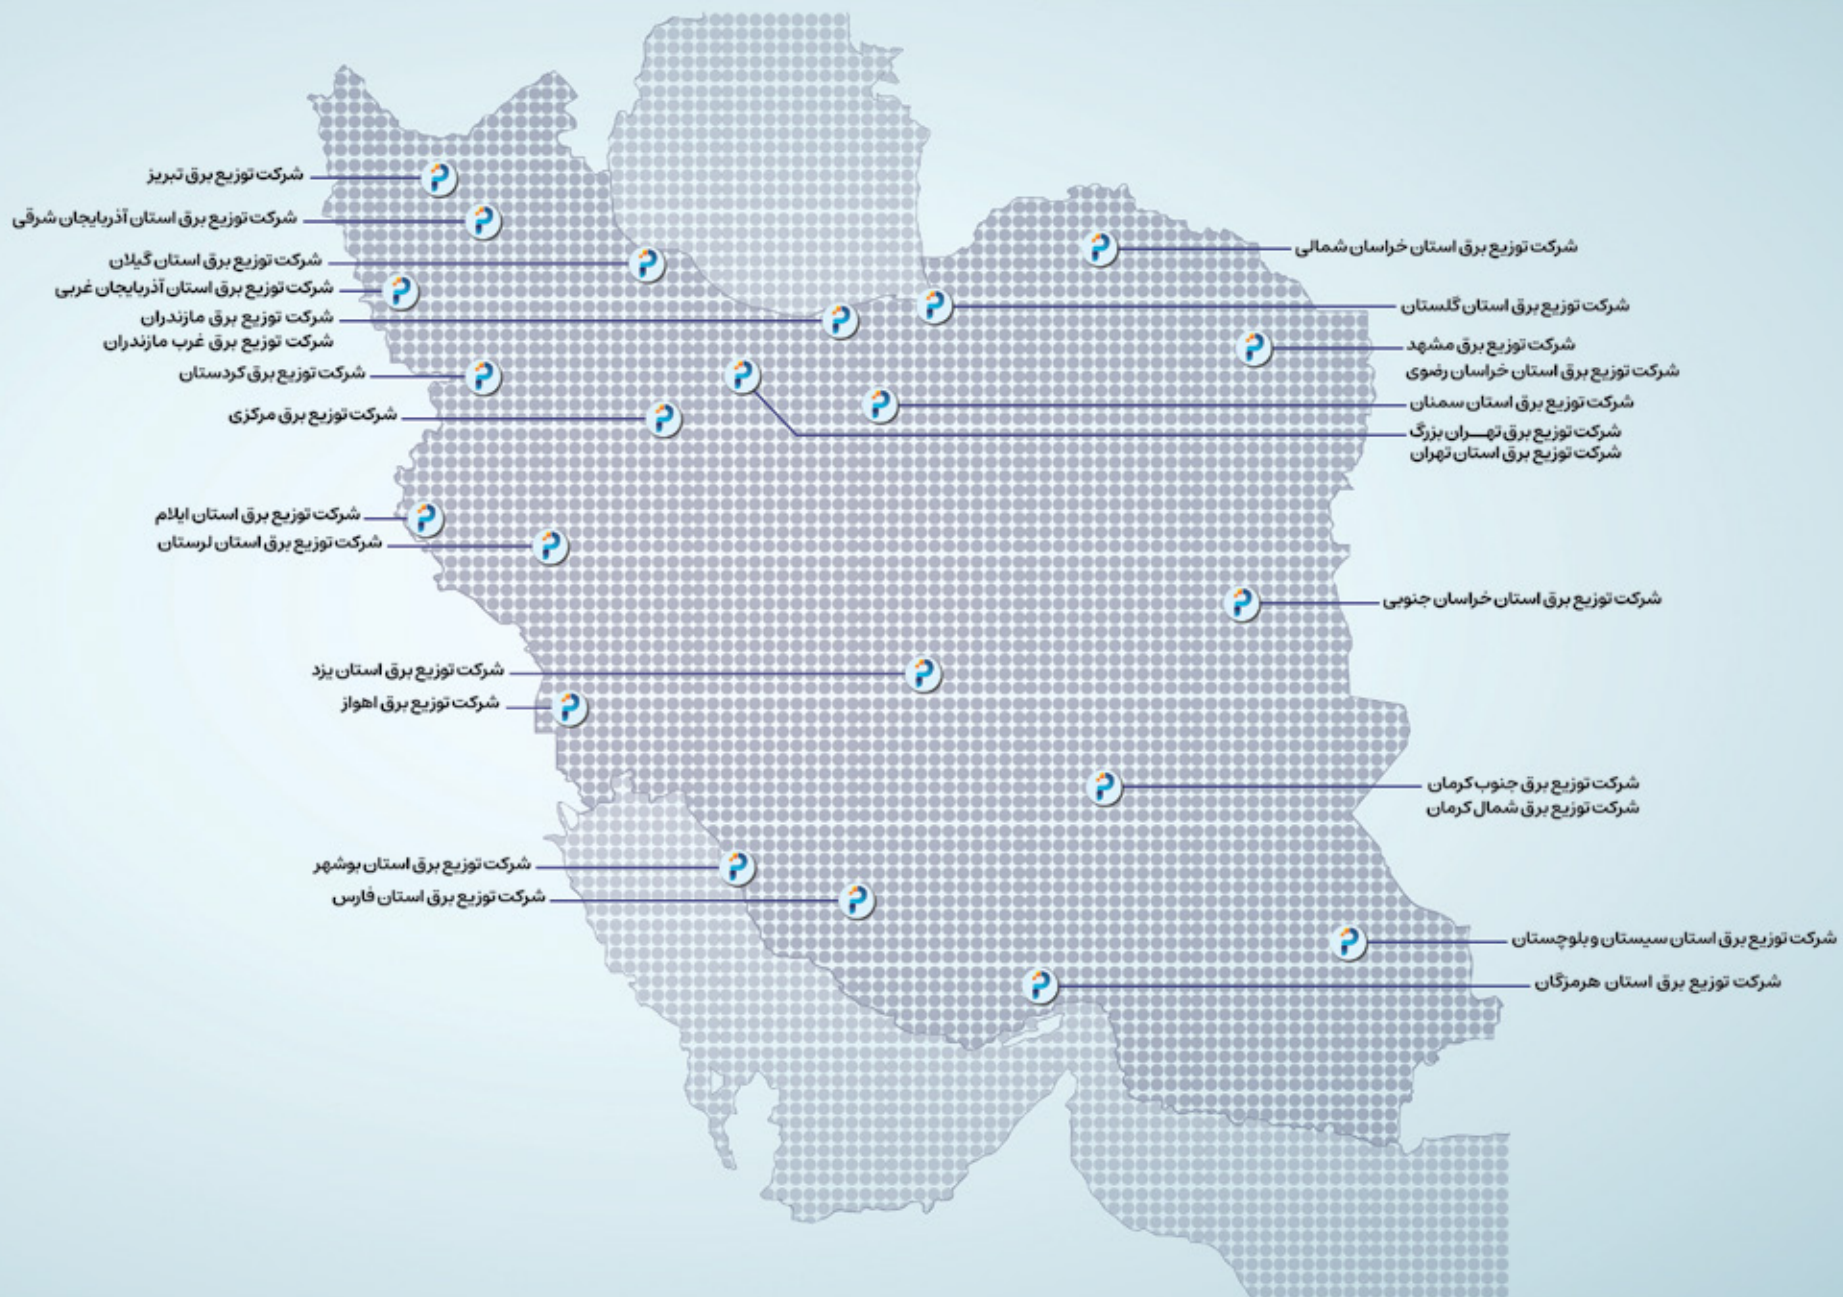 شرکت توزیع برق تبریز
شرکت توزیع برق استان آذربایجان شرقی
شرکت توزیع برق استان گیلان
شرکت توزیع برق استان آذربایجان غربی
شرکت توزیع برق مازندران
شرکت توزیع برق غرب مازندران
شرکت توزیع برق کردستان
شرکت توزیع برق مرکزی
شرکت توزیع برق استان ایلام
شرکت توزیع برق استان لرستان
شرکت توزیع برق استان یزد
شرکت توزیع برق اهواز
شرکت توزیع برق استان بوشهر
شرکت توزیع برق استان فارس
شرکت توزیع برق استان خراسان شمالی
شرکت توزیع برق استان گلستان
شرکت توزیع برق مشهد
شرکت توزیع برق استان خراسان رضوی
شرکت توزیع برق استان سمنان
شرکت توزیع برق تهـــران بزرگ
شرکت توزیع برق استان تهران
شرکت توزیع برق استان خراسان جنوبی
شرکت توزیع برق جنوب کرمان
شرکت توزیع برق شمال کرمان
شرکت توزیع برق استان سیستان و بلوچستان
شرکت توزیع برق استان هرمزگان